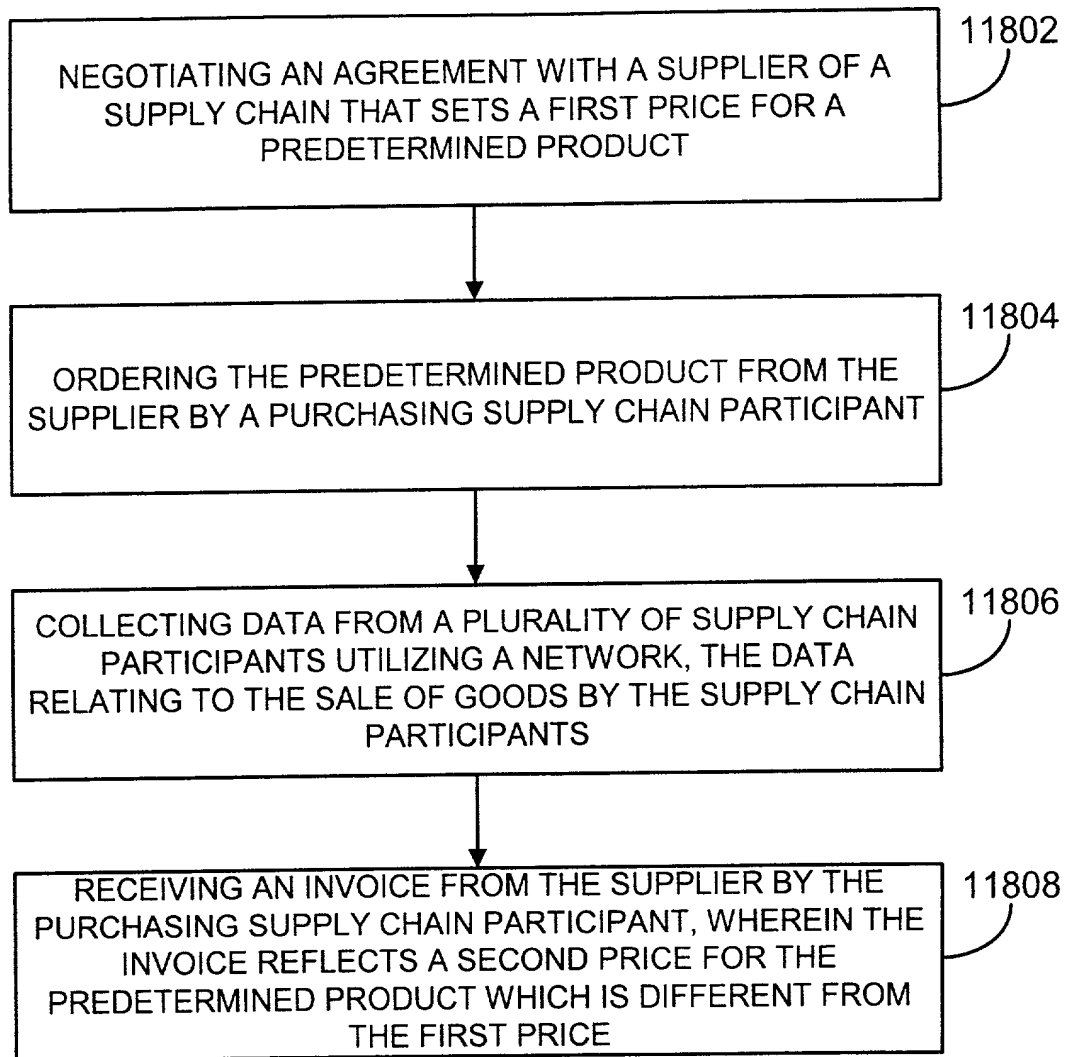 11802
NEGOTIATING AN AGREEMENT WITH A SUPPLIER OF A
SUPPLY CHAIN THAT SETS A FIRST PRICE FOR A
PREDETERMINED PRODUCT
11804
ORDERING THE PREDETERMINED PRODUCT FROM THE
SUPPLIER BY A PURCHASING SUPPLY CHAIN PARTICIPANT
11806
COLLECTING DATA FROM A PLURALITY OF SUPPLY CHAIN
PARTICIPANTS UTILIZING A NETWORK, THE DATA
RELATING TO THE SALE OF GOODS BY THE SUPPLY CHAIN
PARTICIPANTS
11808
RECEIVING AN INVOICE FROM THE SUPPLIER BY THE
PURCHASING SUPPLY CHAIN PARTICIPANT, WHEREIN THE
INVOICE REFLECTS A SECOND PRICE FOR THE
PREDETERMINED PRODUCT WHICH IS DIFFERENT FROM
THE FIRST PRICE